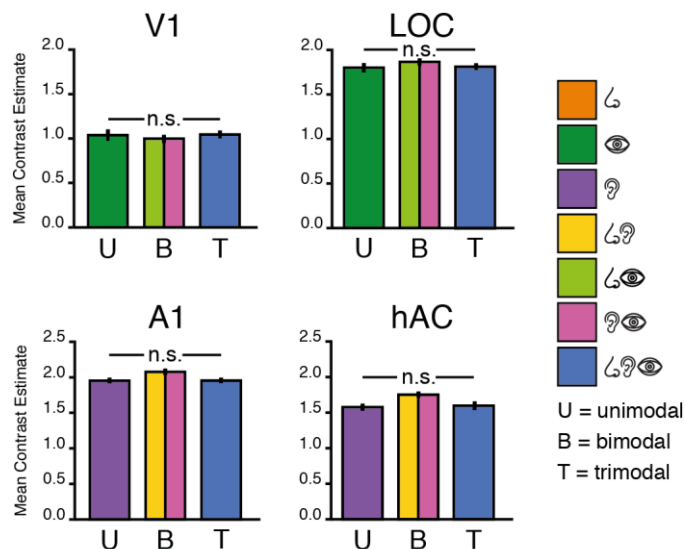 V1
Mean Contrast Estimate
2.0
1.5
1.0
0.5
0.0
n.s.
U B T
LOC
2.0
1.5
1.0
0.5
0.0
n.s.
U B T
A1
Mean Contrast Estimate
2.5
2.0
1.5
1.0
0.5
0.0
n.s.
U B T
hAC
2.5
2.0
1.5
1.0
0.5
0.0
n.s.
U B T
U = unimodal
B = bimodal
T = trimodal